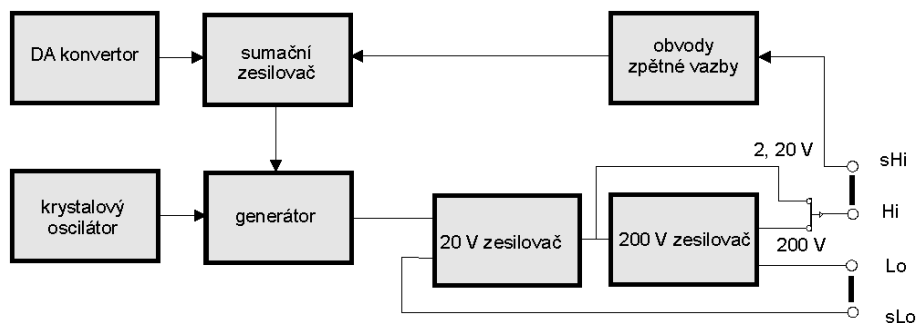 DA konvertor
sumační
zesilovač
obvody
zpětné vazby
2, 20 V
sHi
krystalový
oscilátor
generátor
20 V zesilovač
200 V zesilovač
Hi
200 V
Lo
sLo